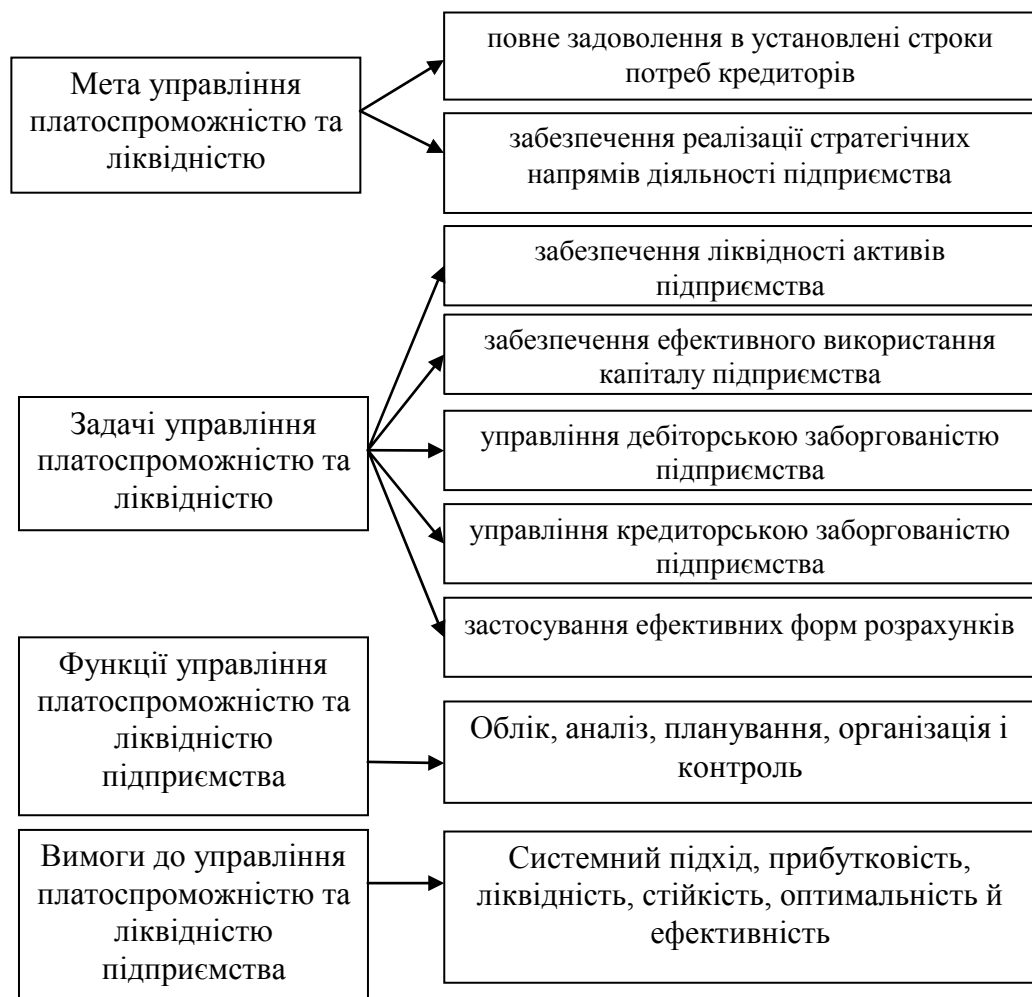 Мета управління
платоспроможністю та
ліквідністю
повне задоволення в установлені строки
потреб кредиторів
забезпечення реалізації стратегічних
напрямів діяльності підприємства
Задачі управління
платоспроможністю та
ліквідністю
забезпечення ліквідності активів
підприємства
забезпечення ефективного використання
капіталу підприємства
управління дебіторською заборгованістю
підприємства
управління кредиторською заборгованістю
підприємства
застосування ефективних форм розрахунків
Функції управління
платоспроможністю та
ліквідністю
підприємства
Облік, аналіз, планування, організація і
контроль
Вимоги до управління
платоспроможністю та
ліквідністю
підприємства
Системний підхід, прибутковість,
ліквідність, стійкість, оптимальність й
ефективність